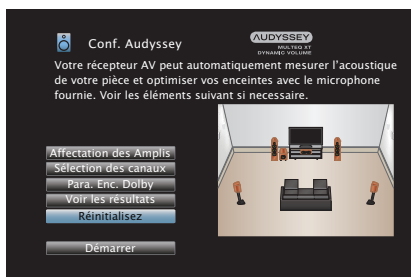 Conf. Audyssey
AUDYSSEY
MULTEQ XT
DYNAMIC VOLUME
Votre récepteur AV peut automatiquement mesurer l'acoustique
de votre pièce et optimiser vos enceintes avec le microphone
fournie. Voir les éléments suivant si necessaire.
Affectation des Amplis
Sélection des canaux
Para. Enc. Dolby
Voir les résultats
Réinitialisez
Démarrer